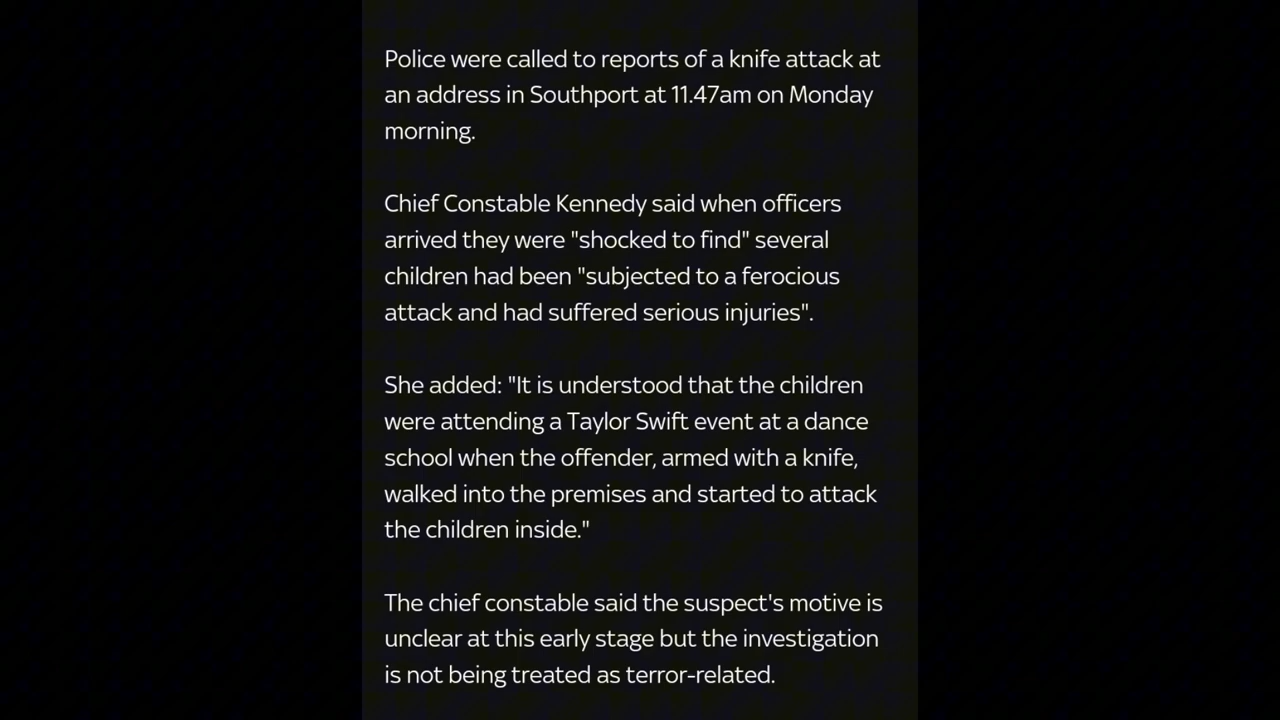 Police were called to reports of a knife attack at
an address in Southport at 11.47am on Monday
morning.
Chief Constable Kennedy said when officers
arrived they were "shocked to find" several
children had been "subjected to a ferocious
attack and had suffered serious injuries".
She added: "It is understood that the children
were attending a Taylor Swift event at a dance
school when the offender, armed with a knife,
walked into the premises and started to attack
the children inside."
The chief constable said the suspect's motive is
unclear at this early stage but the investigation
is not being treated as terror-related.